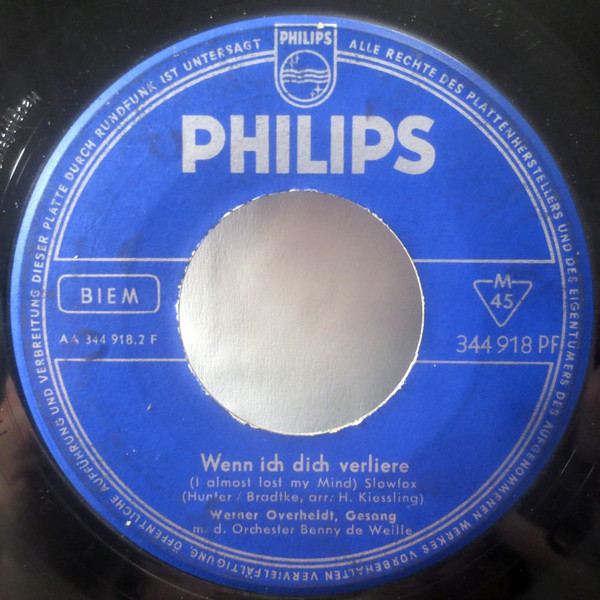 ALLE RECHTE DES PLATTENHERSTELLERS UND DES EIGENTÜMERS DES AUFGENOMMENEN WERKES VORBEHALTEN VERVIELFÄLTIGUNG, ÖFFENTLICHE AUFFÜHRUNG UND VERBREITUNG DIESER PLATTE DURCH RUNDFUNK IST UNTERSAGT
PHILIPS
PHILIPS
BIEM
M
45
AA 344 918.2 F
344 918 PF
Wenn ich dich verliere
(I almost lost my Mind) Slowfox
(Hunter / Bradtke, arr: H. Kiessling)
Werner Overheidt, Gesang
m. d. Orchester Benny de Weille